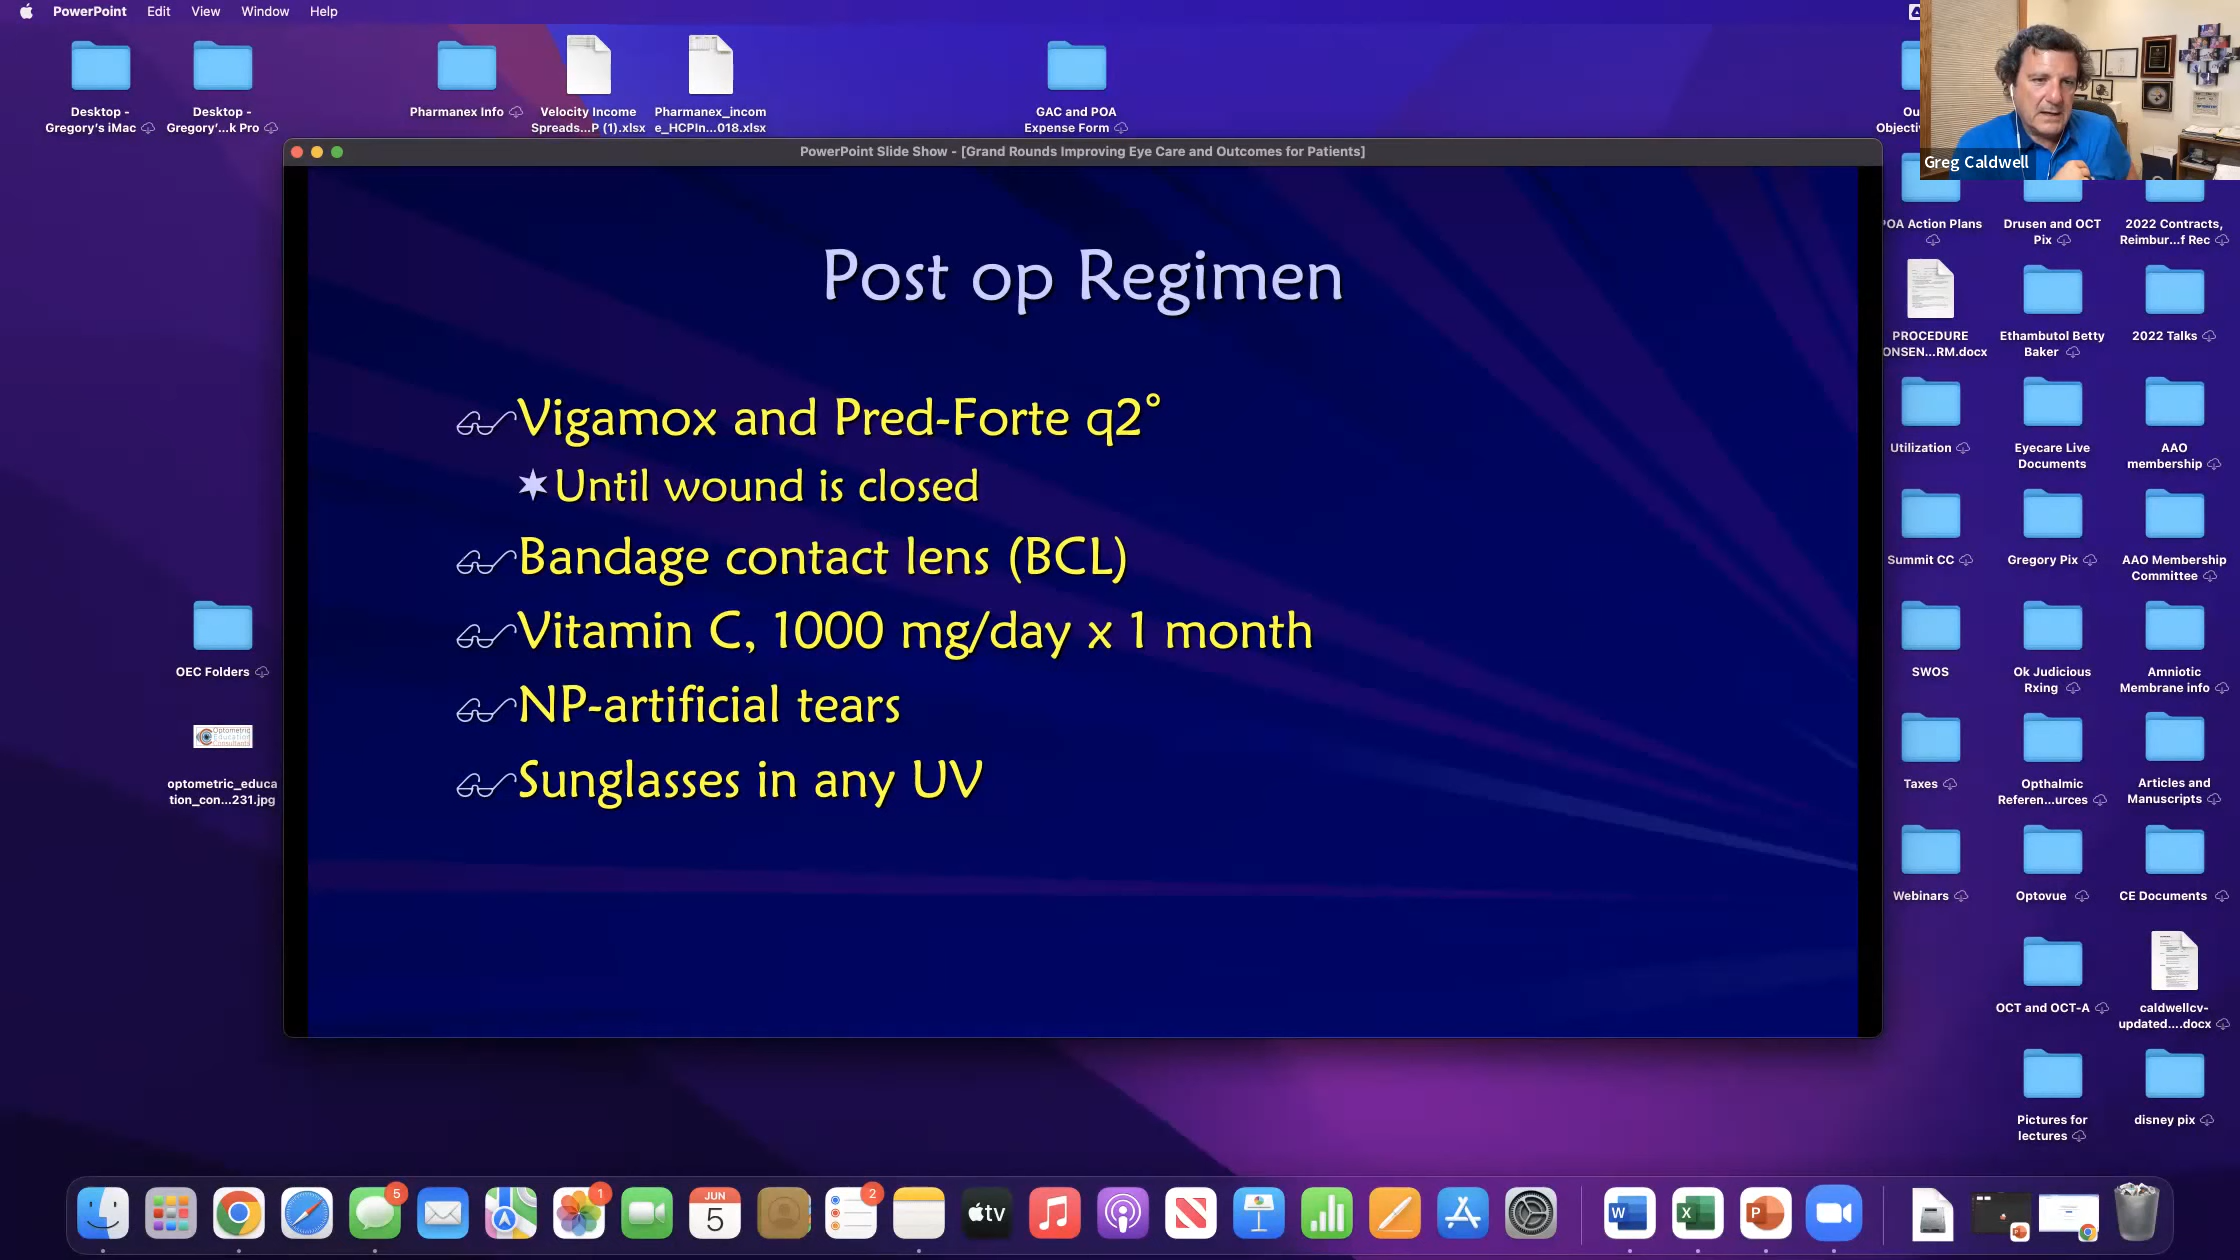 PowerPoint Edit View Window Help
Desktop -
Gregory's iMac
Desktop -
Gregory'...k Pro
Pharmanex Info
Velocity Income
Spreads...P (1).xlsx
Pharmanex_incom
e_HCPIn...018.xlsx
GAC and POA
Expense Form
Greg Caldwell
PowerPoint Slide Show - [Grand Rounds Improving Eye Care and Outcomes for Patients]
Post op Regimen
Vigamox and Pred-Forte q2°
Until wound is closed
Bandage contact lens (BCL)
Vitamin C, 1000 mg/day x 1 month
NP-artificial tears
Sunglasses in any UV
OEC Folders
Optometric
Education
Consultants
optometric_educa
tion_con...231.jpg
POA Action Plans
Drusen and OCT
Pix
2022 Contracts,
Reimbur...f Rec
PROCEDURE
ONSEN...RM.docx
Ethambutol Betty
Baker
2022 Talks
Utilization
Eyecare Live
Documents
AAO
membership
Summit CC
Gregory Pix
AAO Membership
Committee
SWOS
Ok Judicious
Rxing
Amniotic
Membrane info
Taxes
Opthalmic
Referen...urces
Articles and
Manuscripts
Webinars
Optovue
CE Documents
OCT and OCT-A
caldwellcv-
updated....docx
Pictures for
lectures
disney pix
5
1
JUN
5
2
tv
W
X
P